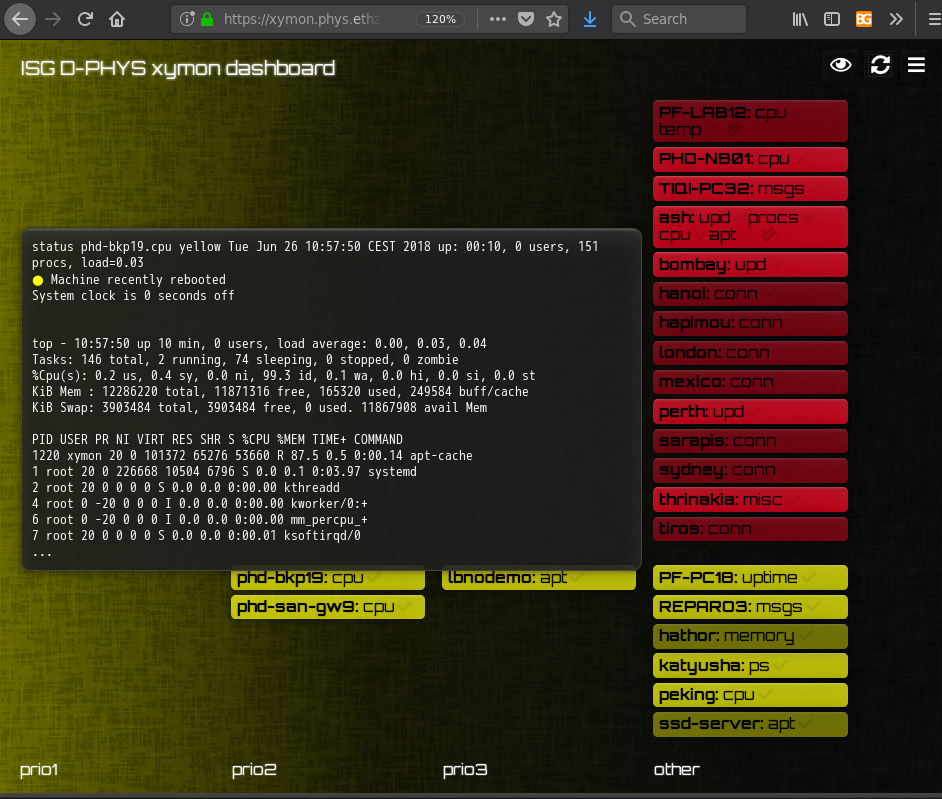 https://xymon.phys.ethz
120%
Search
BG
ISG D-PHYS xymon dashboard
PF-LAB12: cpu
temp
PHD-NB01: cpu
TIQI-PC32: msgs
ash: upd procs
cpu apt
bombay: upd
hanoi: conn
hapimou: conn
london: conn
mexico: conn
perth: upd
sarapis: conn
sydney: conn
thrinakia: misc
tiros: conn
status phd-bkp19.cpu yellow Tue Jun 26 10:57:50 CEST 2018 up: 00:10, 0 users, 151
procs, load=0.03
Machine recently rebooted
System clock is 0 seconds off
top - 10:57:50 up 10 min, 0 users, load average: 0.00, 0.03, 0.04
Tasks: 146 total, 2 running, 74 sleeping, 0 stopped, 0 zombie
%Cpu(s): 0.2 us, 0.4 sy, 0.0 ni, 99.3 id, 0.1 wa, 0.0 hi, 0.0 si, 0.0 st
KiB Mem : 12286220 total, 11871316 free, 165320 used, 249584 buff/cache
KiB Swap: 3903484 total, 3903484 free, 0 used. 11867908 avail Mem
PID USER PR NI VIRT RES SHR S %CPU %MEM TIME+ COMMAND
1220 xymon 20 0 101372 65276 53660 R 87.5 0.5 0:00.14 apt-cache
1 root 20 0 226668 10504 6796 S 0.0 0.1 0:03.97 systemd
2 root 20 0 0 0 0 S 0.0 0.0 0:00.00 kthreadd
4 root 0 -20 0 0 0 I 0.0 0.0 0:00.00 kworker/0:+
6 root 0 -20 0 0 0 I 0.0 0.0 0:00.00 mm_percpu_+
7 root 20 0 0 0 0 S 0.0 0.0 0:00.01 ksoftirqd/0
...
phd-bkp19: cpu
phd-san-gw9: cpu
lbnodemo: apt
PF-PC18: uptime
REPARO3: msgs
hathor: memory
katyusha: ps
peking: cpu
ssd-server: apt
prio1 prio2 prio3 other